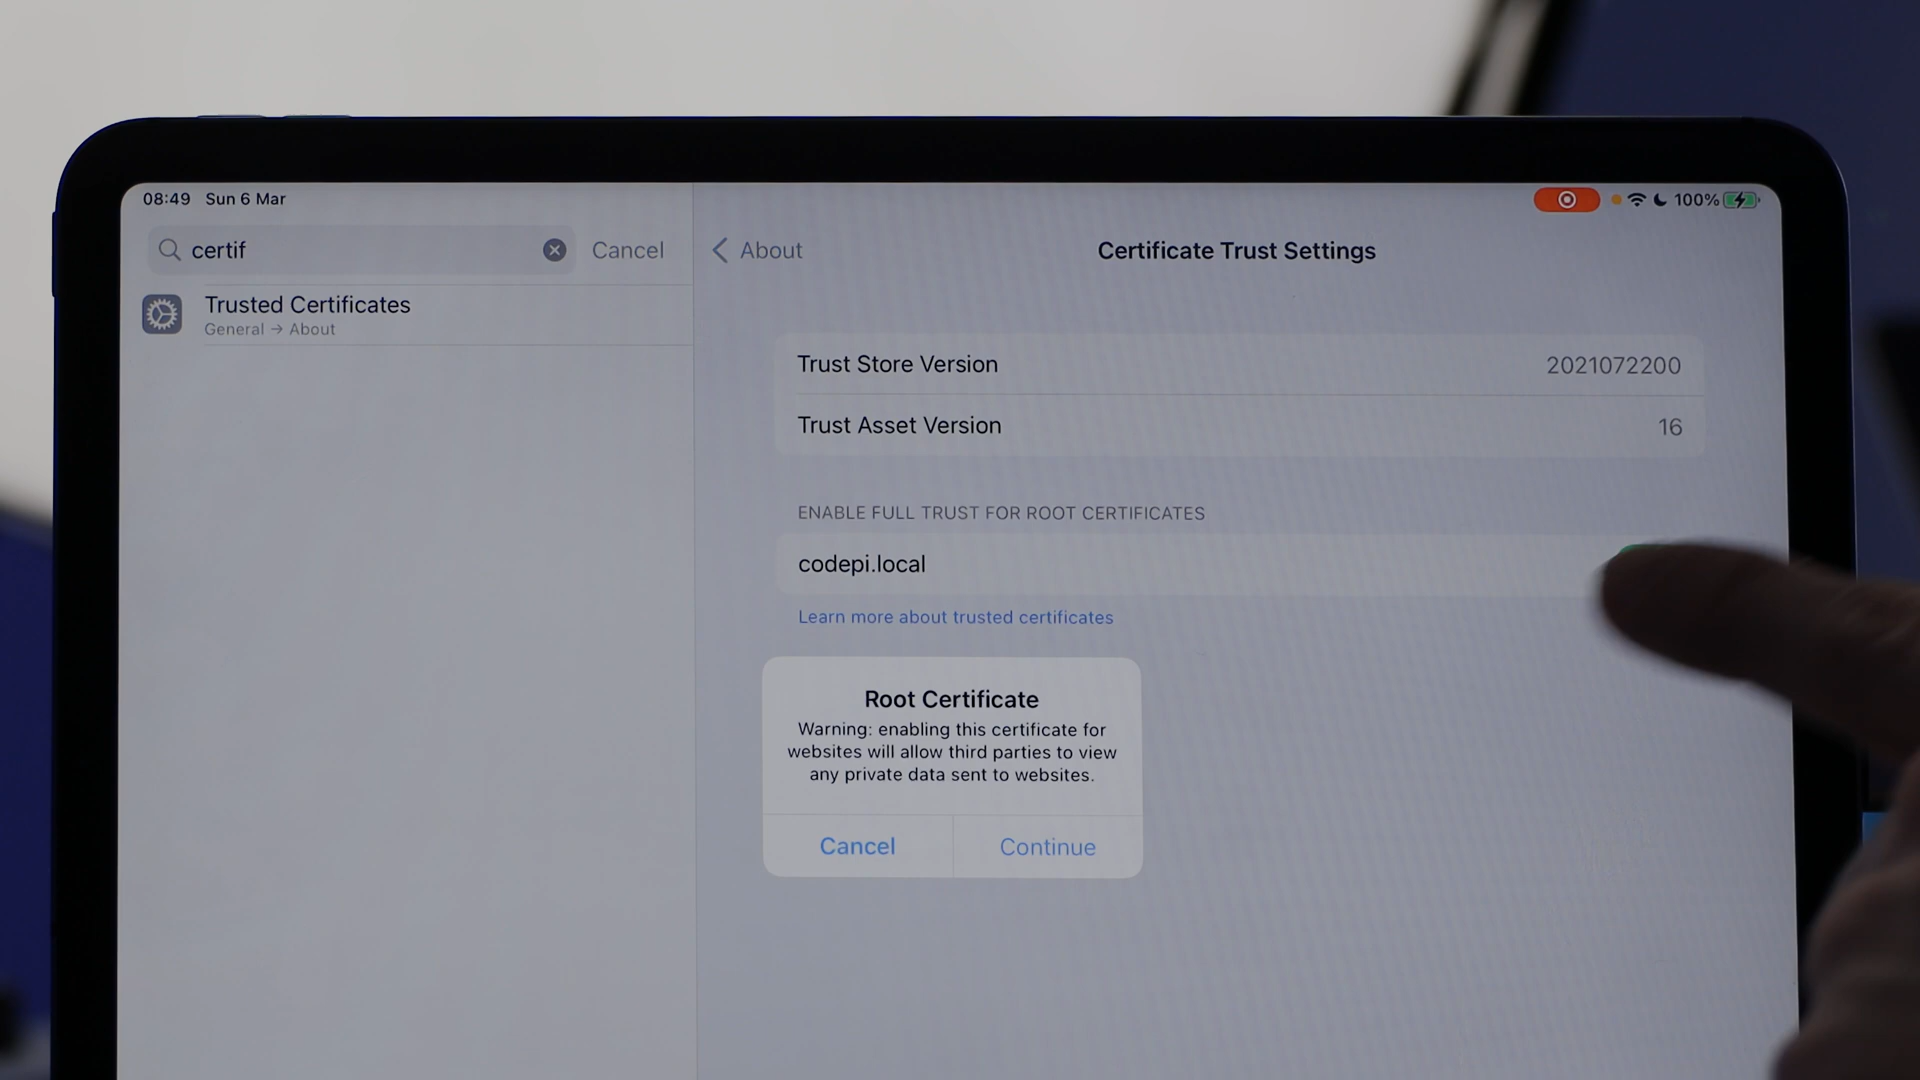 08:49 Sun 6 Mar
100%
certif
Cancel
About
Certificate Trust Settings
Trusted Certificates
General → About
Trust Store Version
2021072200
Trust Asset Version
16
ENABLE FULL TRUST FOR ROOT CERTIFICATES
codepi.local
Learn more about trusted certificates
Root Certificate
Warning: enabling this certificate for
websites will allow third parties to view
any private data sent to websites.
Cancel
Continue